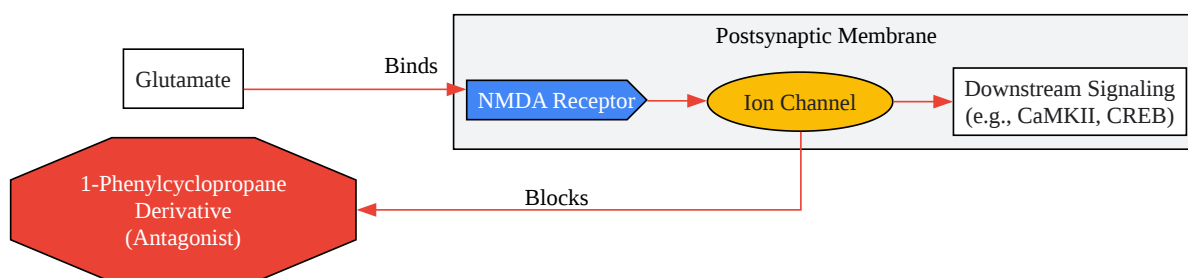 Postsynaptic Membrane
Glutamate
Binds
NMDA Receptor
Ion Channel
Downstream Signaling
(e.g., CaMKII, CREB)
1-Phenylcyclopropane
Derivative
(Antagonist)
Blocks